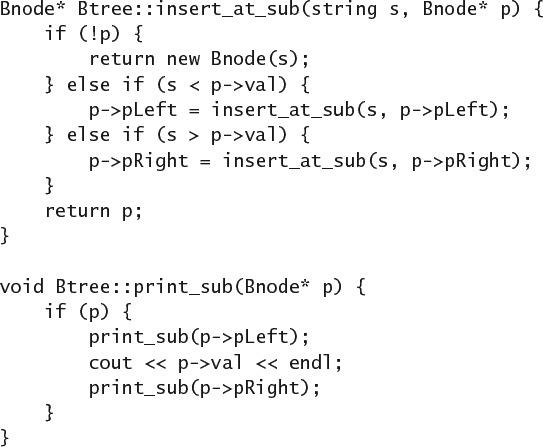 Bnode* Btree::insert_at_sub(string s, Bnode* p) {
    if (!p) {
        return new Bnode(s);
    } else if (s < p->val) {
        p->pLeft = insert_at_sub(s, p->pLeft);
    } else if (s > p->val) {
        p->pRight = insert_at_sub(s, p->pRight);
    }
    return p;
}

void Btree::print_sub(Bnode* p) {
    if (p) {
        print_sub(p->pLeft);
        cout << p->val << endl;
        print_sub(p->pRight);
    }
}